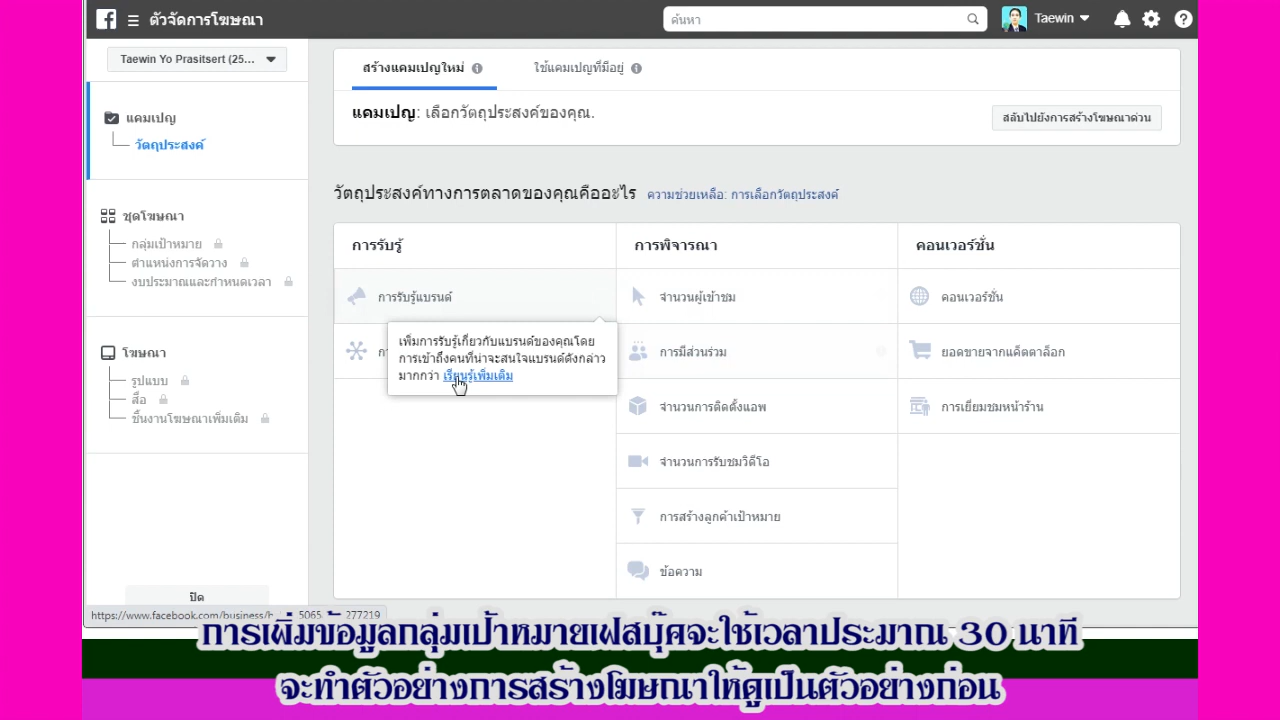 ตัวจัดการโฆษณา
ค้นหา
Taewin
Taewin Yo Prasitsert (25...
แคมเปญ
วัตถุประสงค์
ชุดโฆษณา
กลุ่มเป้าหมาย
ตำแหน่งการจัดวาง
งบประมาณและกำหนดเวลา
โฆษณา
รูปแบบ
สื่อ
ชิ้นงานโฆษณาเพิ่มเติม
ปิด
สร้างแคมเปญใหม่
ใช้แคมเปญที่มีอยู่
แคมเปญ: เลือกวัตถุประสงค์ของคุณ.
สลับไปยังการสร้างโฆษณาด่วน
วัตถุประสงค์ทางการตลาดของคุณคืออะไร ความช่วยเหลือ: การเลือกวัตถุประสงค์
การรับรู้
การรับรู้แบรนด์
เพิ่มการรับรู้เกี่ยวกับแบรนด์ของคุณโดย
การเข้าถึงคนที่น่าจะสนใจแบรนด์ดังกล่าว
มากกว่า เรียนรู้เพิ่มเติม
การพิจารณา
จำนวนผู้เข้าชม
การมีส่วนร่วม
จำนวนการติดตั้งแอพ
จำนวนการรับชมวิดีโอ
การสร้างลูกค้าเป้าหมาย
ข้อความ
คอนเวอร์ชั่น
คอนเวอร์ชั่น
ยอดขายจากแค็ตตาล็อก
การเยี่ยมชมหน้าร้าน
การเพิ่มข้อมูลกลุ่มเป้าหมายเฟสบุ๊คจะใช้เวลาประมาณ 30 นาที
จะทำตัวอย่างการสร้างโฆษณาให้ดูเป็นตัวอย่างก่อน